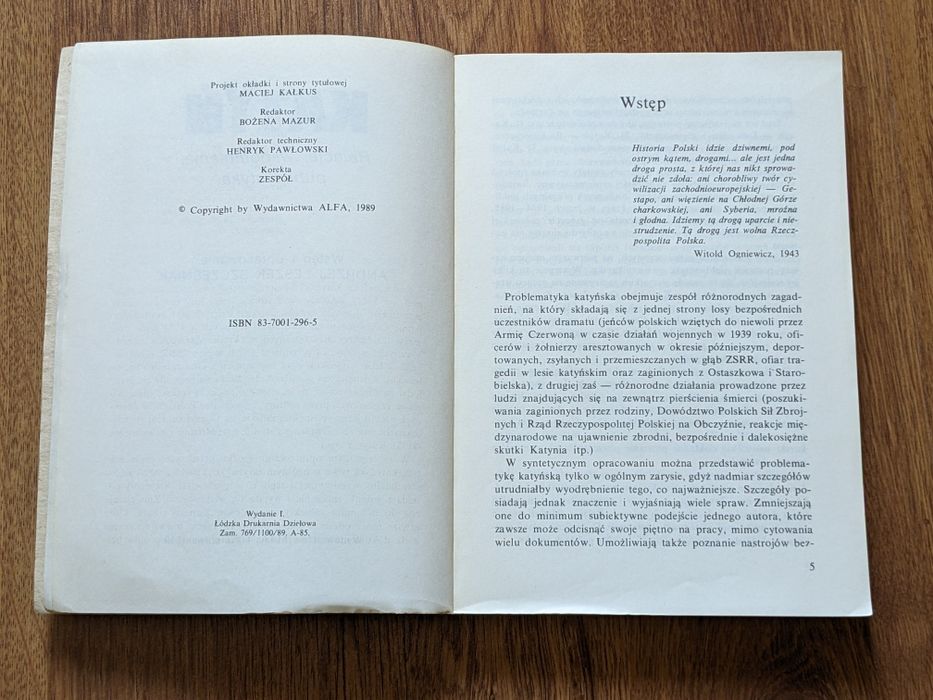 Projekt okładki i strony tytułowej
MACIEJ KAŁKUS
Redaktor
BOŻENA MAZUR
Redaktor techniczny
HENRYK PAWŁOWSKI
Korekta
ZESPÓŁ
© Copyright by Wydawnictwa ALFA, 1989
ISBN 83-7001-296-5
Wydanie I.
Łódzka Drukarnia Dziełowa
Zam. 769/1100/89. A-85.
Wstęp
Historia Polski idzie dziwnemi, pod
ostrym kątem, drogami... ale jest jedna
droga prosta, z której nas nikt sprowa-
dzić nie zdoła: ani chorobliwy twór cy-
wilizacji zachodnioeuropejskiej — Ge-
stapo, ani więzienie na Chłodnej Górze
charkowskiej, ani Syberia, mroźna
i głodna. Idziemy tą drogą uparcie i nie-
strudzenie. Tą drogą jest wolna Rzecz-
pospolita Polska.
Witold Ogniewicz, 1943
Problematyka katyńska obejmuje zespół różnorodnych zagad-
nień, na który składają się z jednej strony losy bezpośrednich
uczestników dramatu (jeńców polskich wziętych do niewoli przez
Armię Czerwoną w czasie działań wojennych w 1939 roku, ofi-
cerów i żołnierzy aresztowanych w okresie późniejszym, depor-
towanych, zsyłanych i przemieszczanych w głąb ZSRR, ofiar tra-
gedii w lesie katyńskim oraz zaginionych z Ostaszkowa i Staro-
bielska), z drugiej zaś — różnorodne działania prowadzone przez
ludzi znajdujących się na zewnątrz pierścienia śmierci (poszuki-
wania zaginionych przez rodziny, Dowództwo Polskich Sił Zbroj-
nych i Rząd Rzeczypospolitej Polskiej na Obczyźnie, reakcje mię-
dzynarodowe na ujawnienie zbrodni, bezpośrednie i dalekosiężne
skutki Katynia itp.)
W syntetycznym opracowaniu można przedstawić problema-
tykę katyńską tylko w ogólnym zarysie, gdyż nadmiar szczegółów
utrudniałby wyodrębnienie tego, co najważniejsze. Szczegóły po-
siadają jednak znaczenie i wyjaśniają wiele spraw. Zmniejszają
one do minimum subiektywne podejście jednego autora, które
zawsze może odcisnąć swoje piętno na pracy, mimo cytowania
wielu dokumentów. Umożliwiają także poznanie nastrojów bez-
5